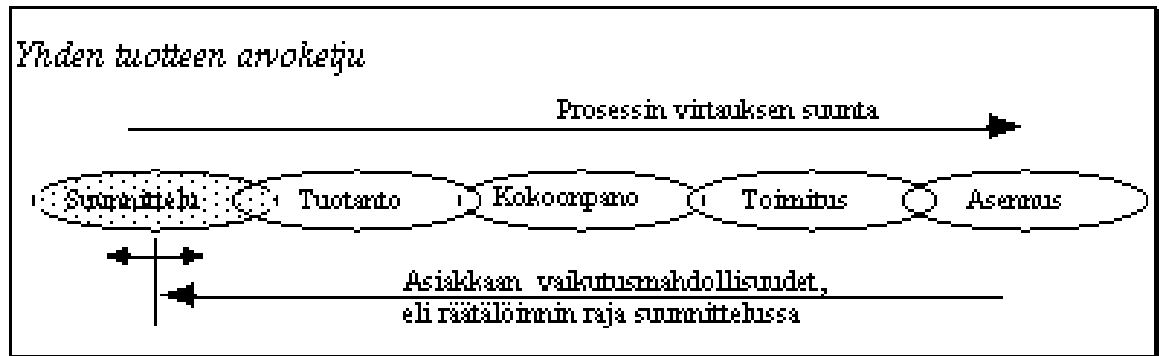 Yhden tuotteen arvoketju
Prosessin virtauksen suunta
Suunnittelu Tuotanto Kokoonpano Toimitus Asennus
Asiakkaan vaikutusmahdollisuudet,
eli räätälöinnin raja suunnittelussa